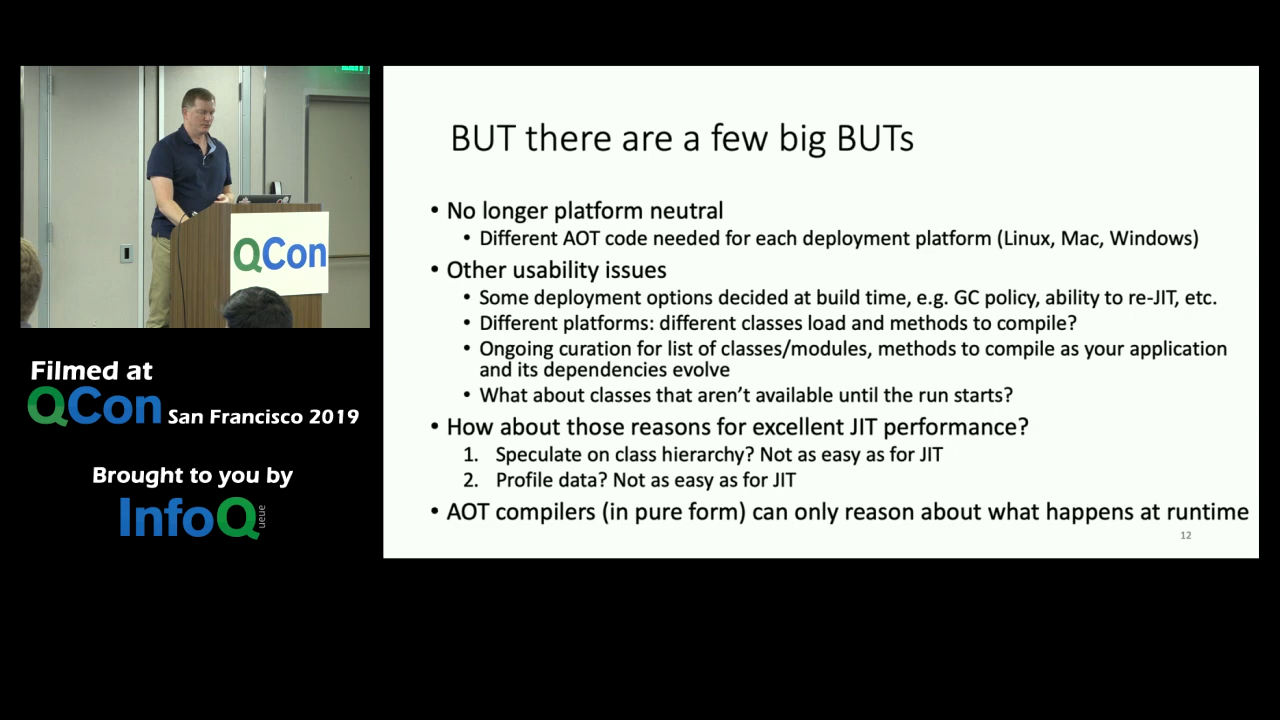 QCon
Filmed at
QCon San Francisco 2019
Brought to you by
InfoQ
ueue
BUT there are a few big BUTs
• No longer platform neutral
• Different AOT code needed for each deployment platform (Linux, Mac, Windows)
• Other usability issues
• Some deployment options decided at build time, e.g. GC policy, ability to re-JIT, etc.
• Different platforms: different classes load and methods to compile?
• Ongoing curation for list of classes/modules, methods to compile as your application
and its dependencies evolve
• What about classes that aren't available until the run starts?
• How about those reasons for excellent JIT performance?
1. Speculate on class hierarchy? Not as easy as for JIT
2. Profile data? Not as easy as for JIT
• AOT compilers (in pure form) can only reason about what happens at runtime
12